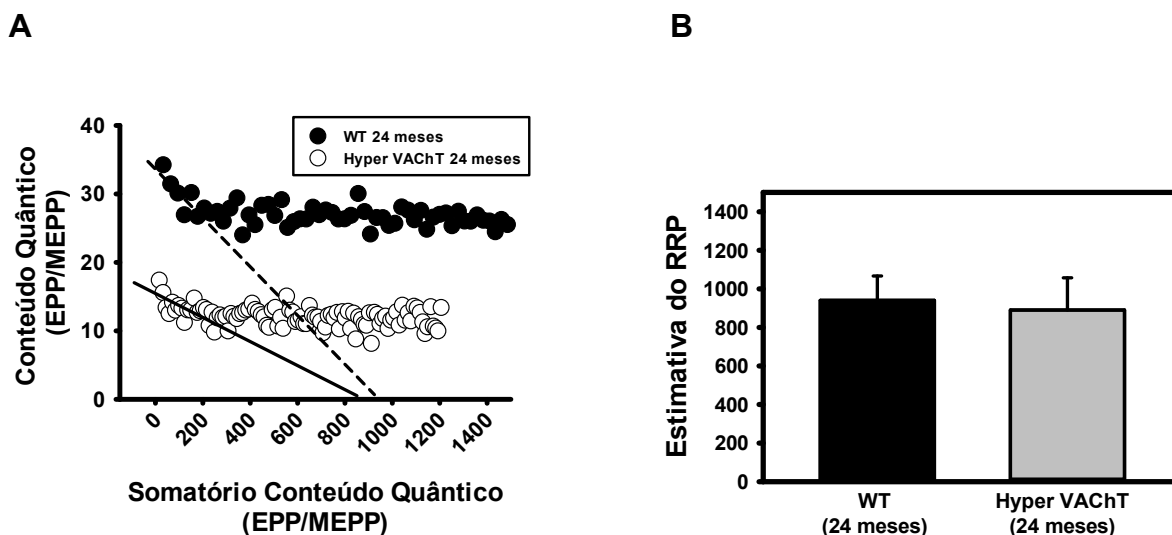 A
B
40
30
20
10
0
Conteúdo Quântico
(EPP/MEPP)
WT 24 meses
Hyper VAChT 24 meses
0
200
400
600
800
1000
1200
1400
Somatório Conteúdo Quântico
(EPP/MEPP)
Estimativa do RRP
1400
1200
1000
800
600
400
200
0
WT
(24 meses)
Hyper VAChT
(24 meses)